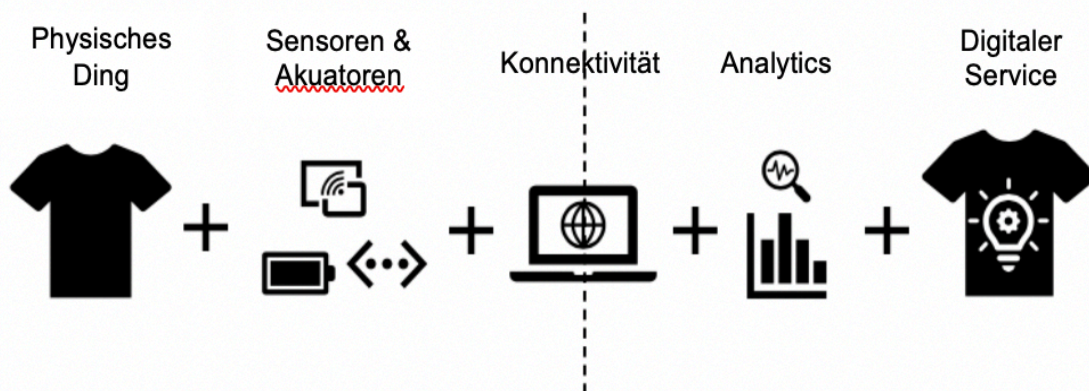 Physisches
Ding
Sensoren &
Akuatoren
Konnektivität
Analytics
Digitaler
Service